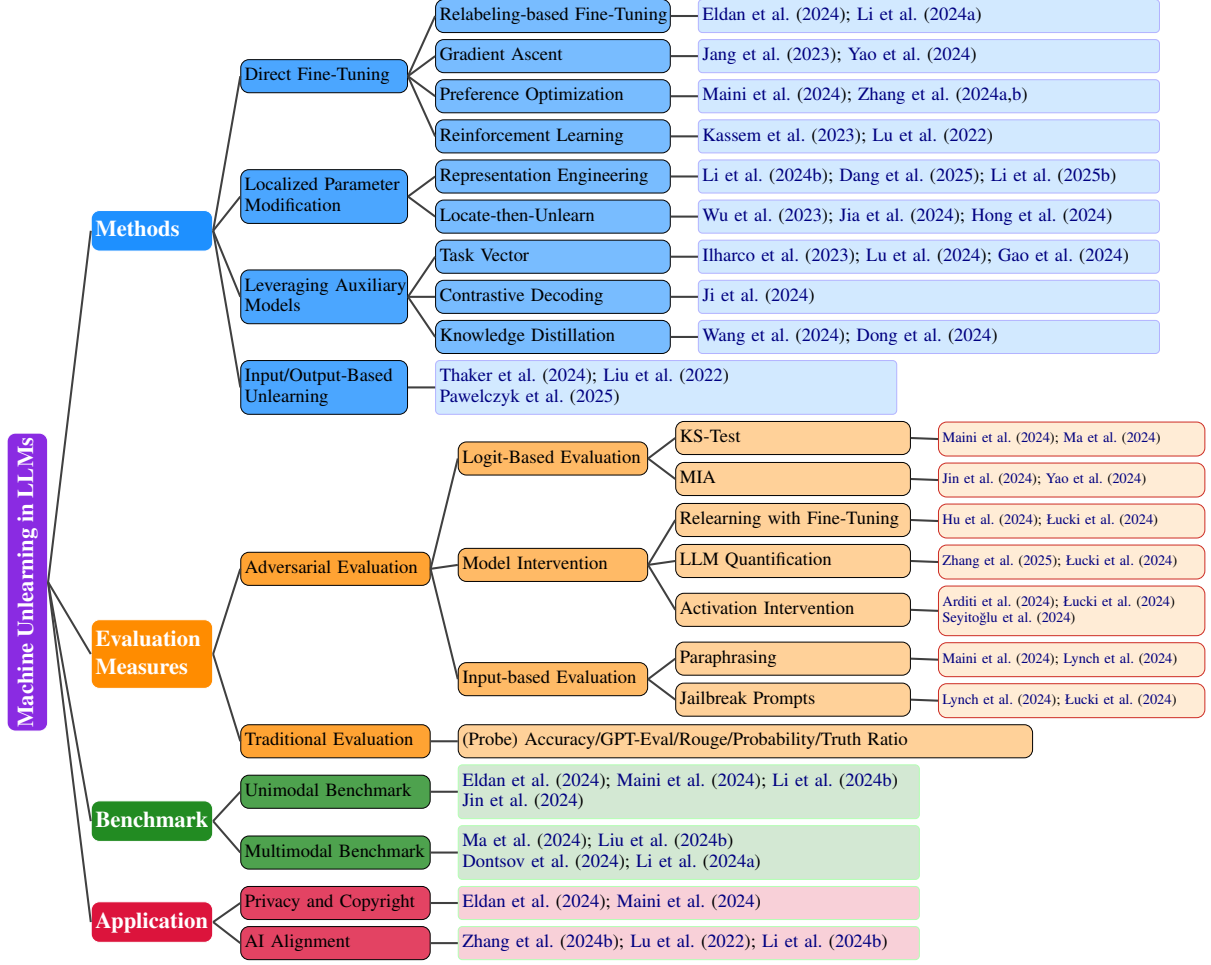 Machine Unlearning in LLMs
Methods
Direct Fine-Tuning
Relabeling-based Fine-Tuning
Eldan et al. (2024); Li et al. (2024a)
Gradient Ascent
Jang et al. (2023); Yao et al. (2024)
Preference Optimization
Maini et al. (2024); Zhang et al. (2024a,b)
Reinforcement Learning
Kassem et al. (2023); Lu et al. (2022)
Localized Parameter
Modification
Representation Engineering
Li et al. (2024b); Dang et al. (2025); Li et al. (2025b)
Locate-then-Unlearn
Wu et al. (2023); Jia et al. (2024); Hong et al. (2024)
Leveraging Auxiliary
Models
Task Vector
Ilharco et al. (2023); Lu et al. (2024); Gao et al. (2024)
Contrastive Decoding
Ji et al. (2024)
Knowledge Distillation
Wang et al. (2024); Dong et al. (2024)
Input/Output-Based
Unlearning
Thaker et al. (2024); Liu et al. (2022)
Pawelczyk et al. (2025)
Evaluation
Measures
Adversarial Evaluation
Logit-Based Evaluation
KS-Test
Maini et al. (2024); Ma et al. (2024)
MIA
Jin et al. (2024); Yao et al. (2024)
Model Intervention
Relearning with Fine-Tuning
Hu et al. (2024); Łucki et al. (2024)
LLM Quantification
Zhang et al. (2025); Łucki et al. (2024)
Activation Intervention
Arditi et al. (2024); Łucki et al. (2024)
Seyitoğlu et al. (2024)
Input-based Evaluation
Paraphrasing
Maini et al. (2024); Lynch et al. (2024)
Jailbreak Prompts
Lynch et al. (2024); Łucki et al. (2024)
Traditional Evaluation
(Probe) Accuracy/GPT-Eval/Rouge/Probability/Truth Ratio
Benchmark
Unimodal Benchmark
Eldan et al. (2024); Maini et al. (2024); Li et al. (2024b)
Jin et al. (2024)
Multimodal Benchmark
Ma et al. (2024); Liu et al. (2024b)
Dontsov et al. (2024); Li et al. (2024a)
Application
Privacy and Copyright
Eldan et al. (2024); Maini et al. (2024)
AI Alignment
Zhang et al. (2024b); Lu et al. (2022); Li et al. (2024b)